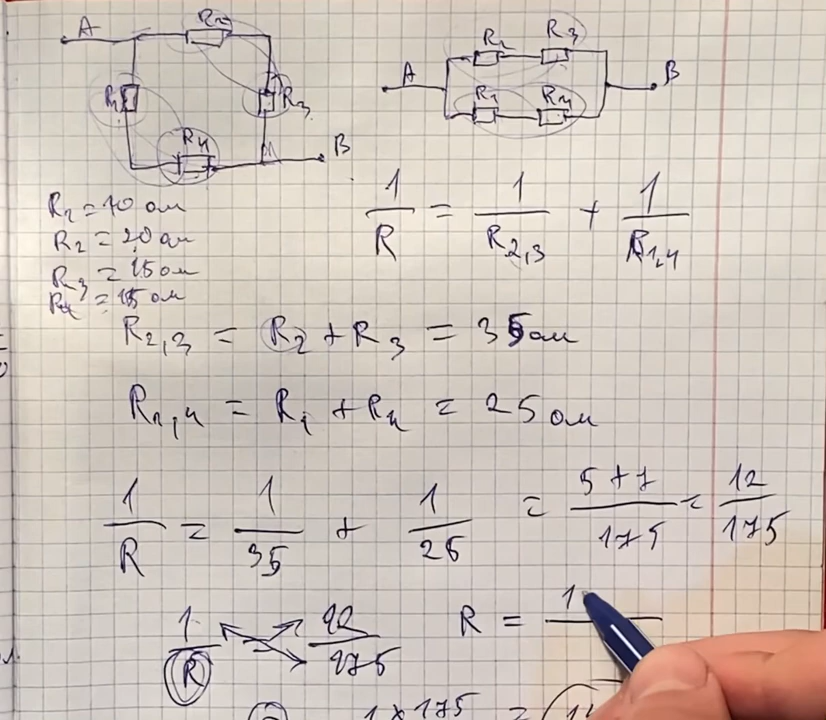 A R2 R1 R3 R4 B
A R2 R3 R1 R4 B
R1 = 10 ом
R2 = 20 ом
R3 = 15 ом
R4 = 15 ом
1/R = 1/R2,3 + 1/R1,4
R2,3 = R2 + R3 = 35 ом
R1,4 = R1 + R4 = 25 ом
1/R = 1/35 + 1/25 = 5+7/175 = 12/175
1/R 12/175 R = 1
1 × 175 =